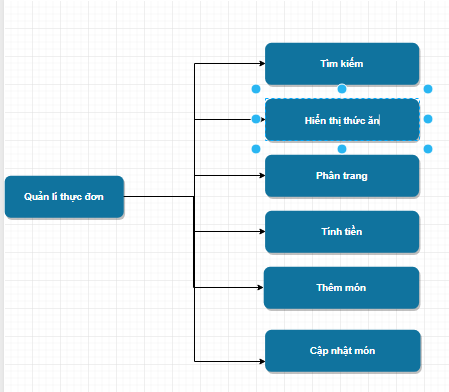 Tìm kiếm
Hiển thị thức ăn
Phân trang
Quản lí thực đơn
Tính tiền
Thêm món
Cập nhật món